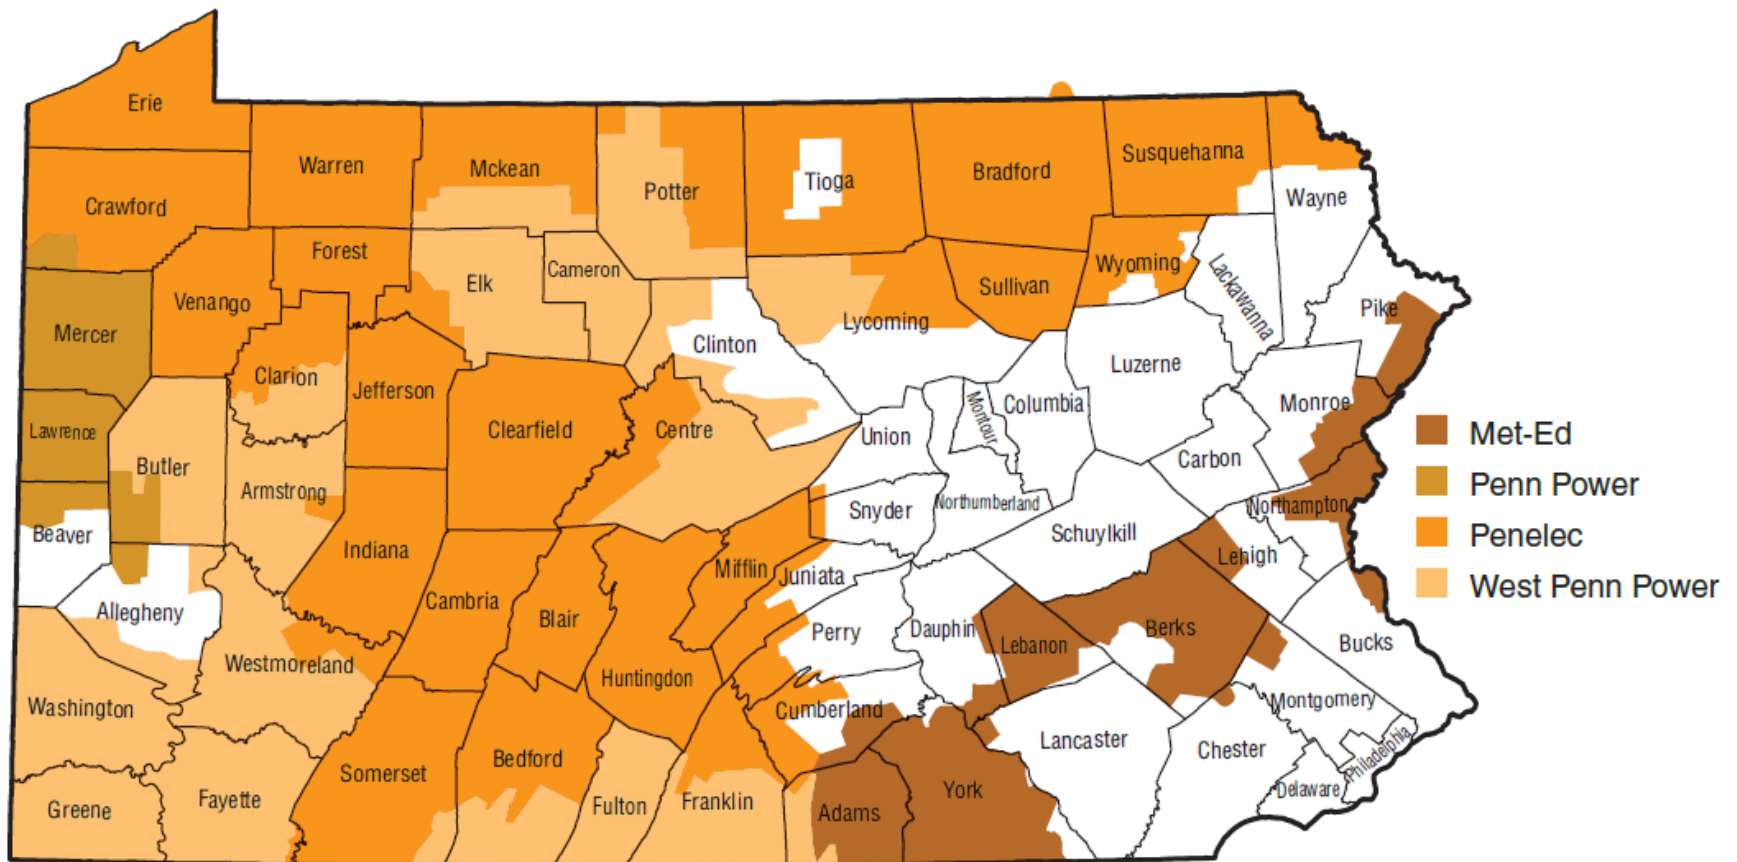 Erie
Warren
Mckean
Potter
Tioga
Bradford
Susquehanna
Wayne
Crawford
Forest
Elk
Cameron
Venango
Sullivan
Wyoming
Lackawanna
Pike
Mercer
Lycoming
Clinton
Luzerne
Clarion
Jefferson
Monroe
Columbia
Montour
Lawrence
Clearfield
Centre
Union
Butler
Carbon
Armstrong
Snyder
Northumberland
Northampton
Beaver
Indiana
Schuylkill
Lehigh
Mifflin
Juniata
Allegheny
Cambria
Blair
Perry
Dauphin
Lebanon
Berks
Bucks
Westmoreland
Huntingdon
Washington
Cumberland
Montgomery
Lancaster
Chester
Philadelphia
Somerset
Bedford
Delaware
Greene
Fayette
Fulton
Franklin
Adams
York
Met-Ed
Penn Power
Penelec
West Penn Power